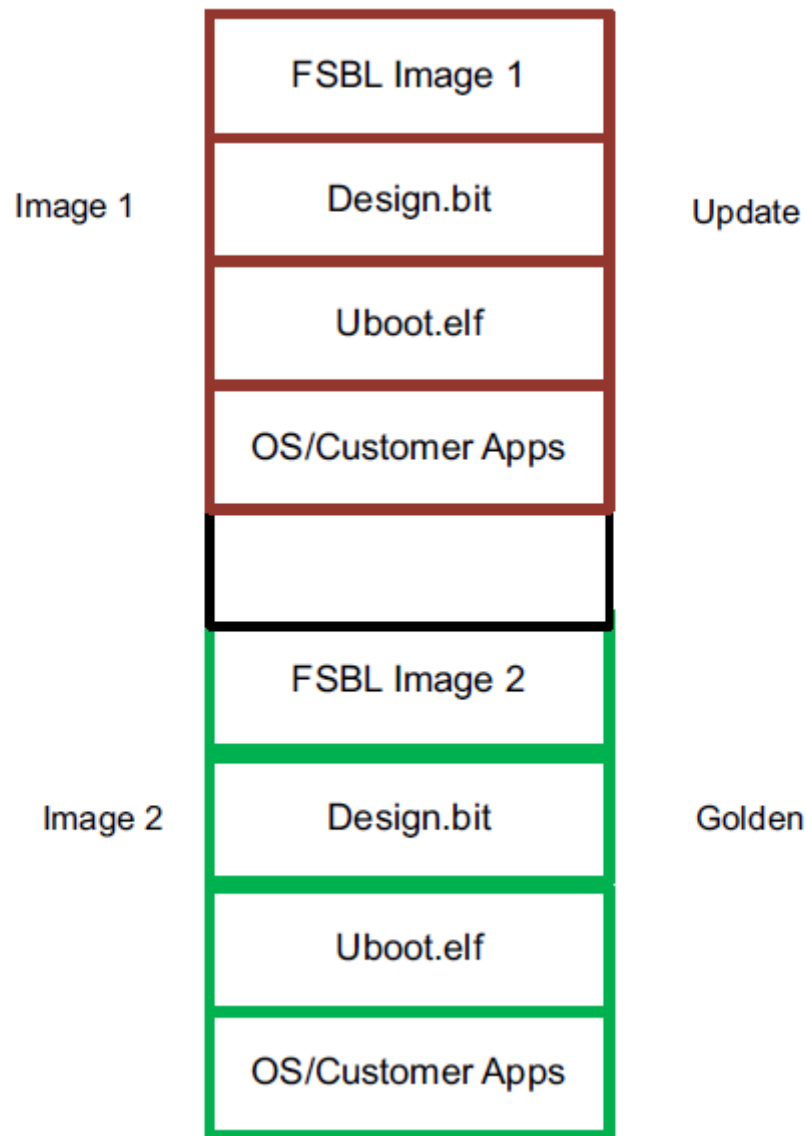 FSBL Image 1
Image 1
Design.bit
Update
Uboot.elf
OS/Customer Apps
FSBL Image 2
Image 2
Design.bit
Golden
Uboot.elf
OS/Customer Apps